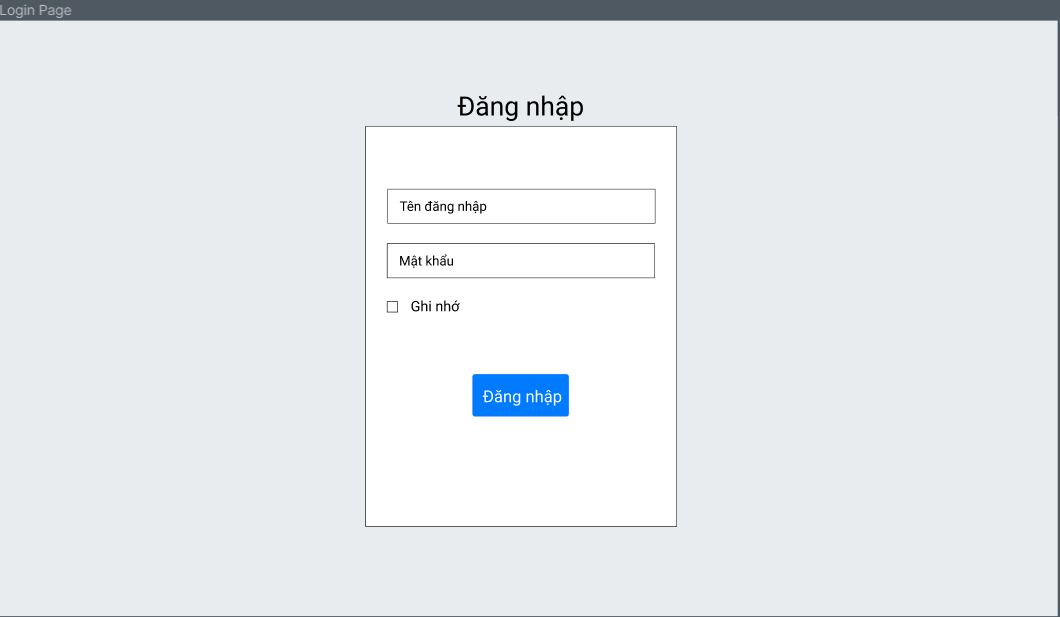 Login Page
Đăng nhập
Tên đăng nhập
Mật khẩu
Ghi nhớ
Đăng nhập